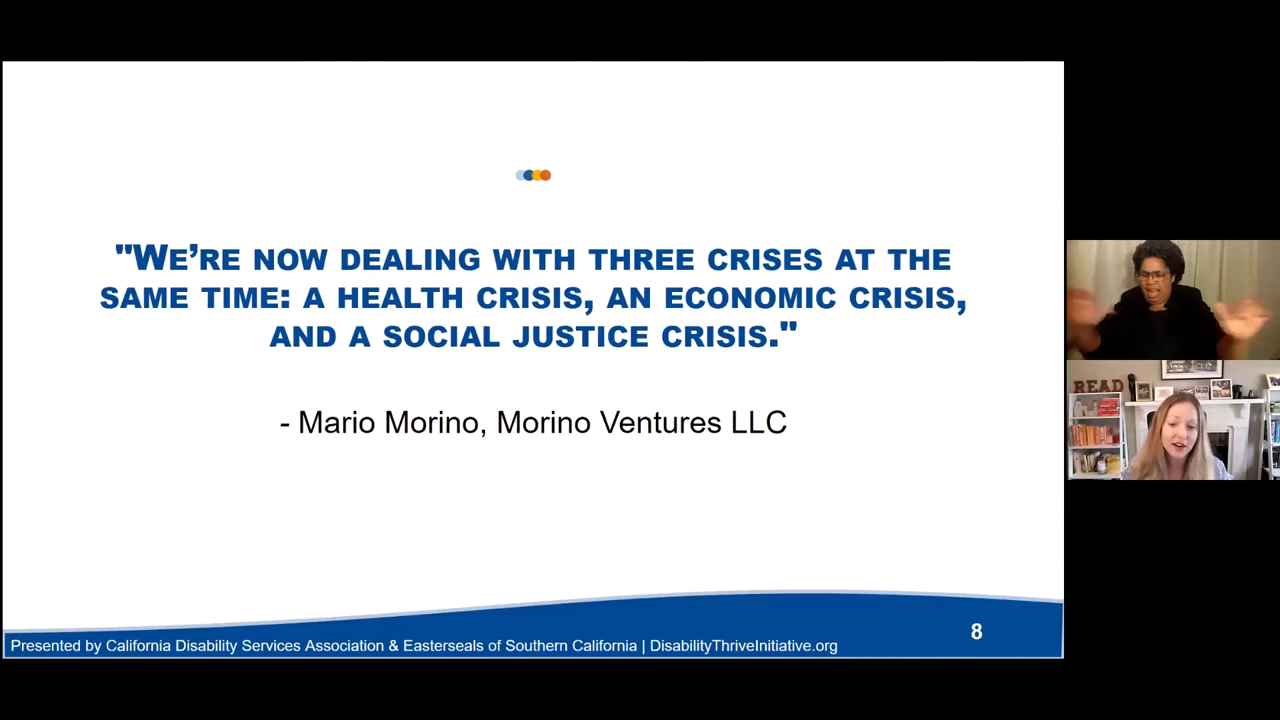 "WE’RE NOW DEALING WITH THREE CRISES AT THE
SAME TIME: A HEALTH CRISIS, AN ECONOMIC CRISIS,
AND A SOCIAL JUSTICE CRISIS."
- Mario Morino, Morino Ventures LLC
READ
8
Presented by California Disability Services Association & Easterseals of Southern California | DisabilityThriveInitiative.org